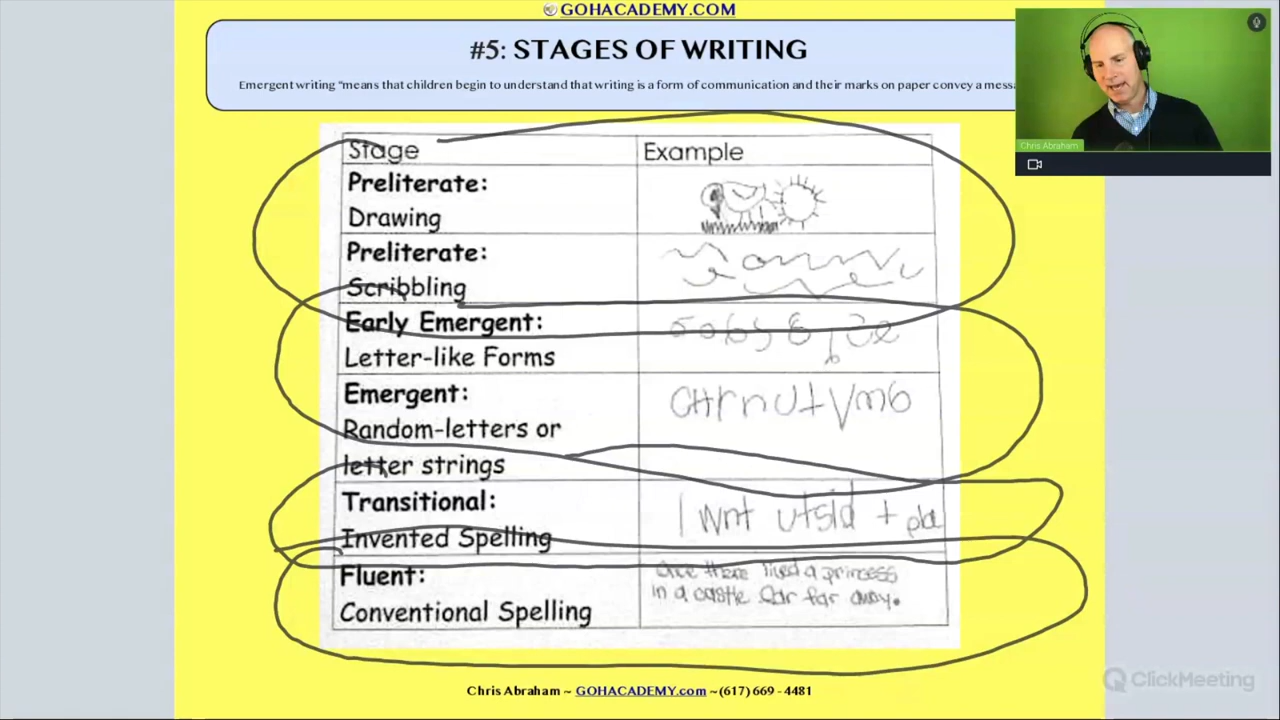 GOHACADEMY.COM
#5: STAGES OF WRITING
Emergent writing “means that children begin to understand that writing is a form of communication and their marks on paper convey a
Chris Abraham
Stage Example
Preliterate:
Drawing
Preliterate:
Scribbling
Early Emergent:
Letter-like Forms
Emergent:
Random-letters or
letter strings
Transitional:
Invented Spelling
I wnt utsid + pla
Fluent:
Conventional Spelling
there lived a princess
in a castle far far away.
Chris Abraham ~ GOHACADEMY.com ~(617) 669 - 4481
ClickMeeting